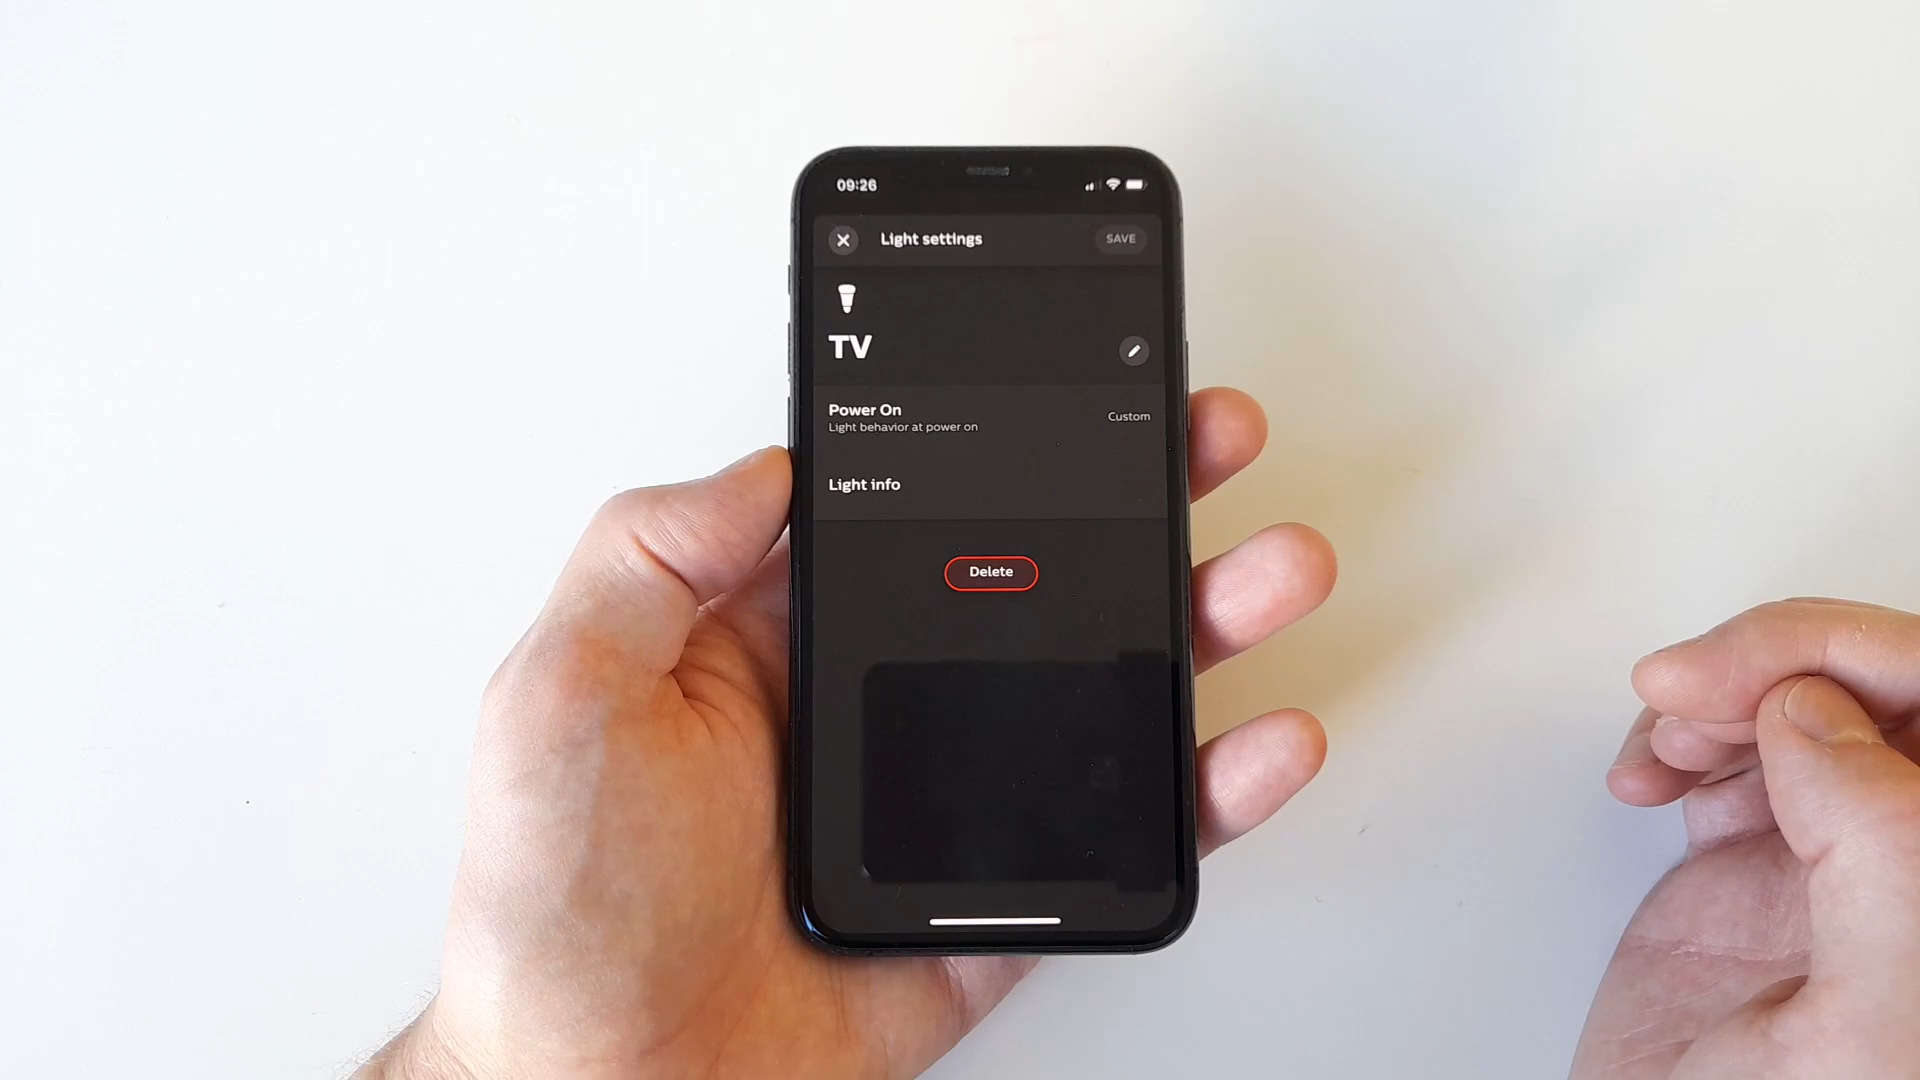 09:26
Light settings
SAVE
TV
Power On
Light behavior at power on
Custom
Light info
Delete